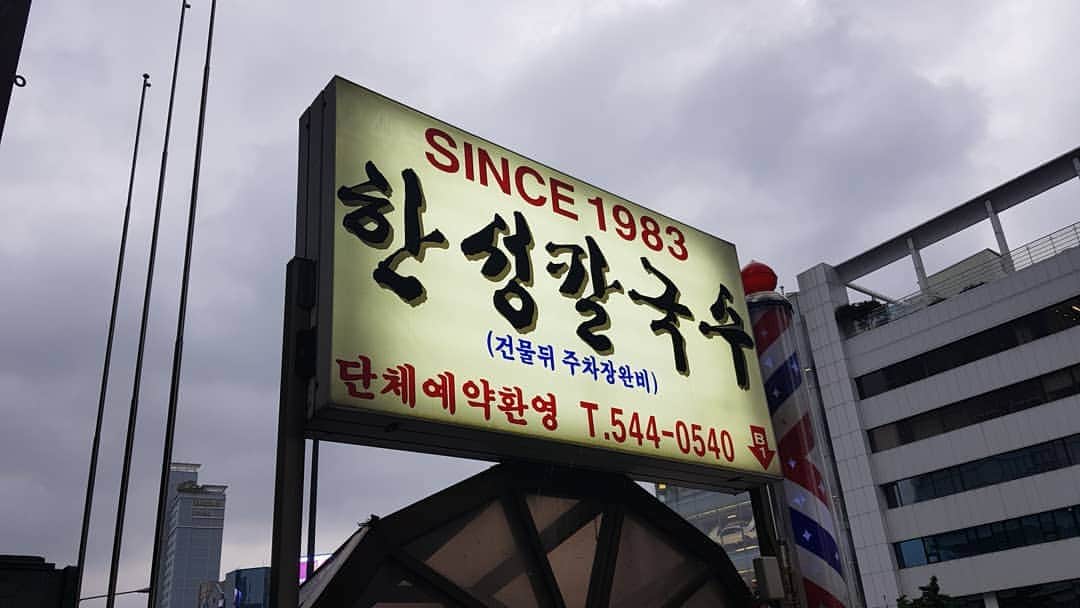 SINCE 1983
한성칼국수
(건물뒤 주차장완비)
단체예약환영 T.544-0540
B1